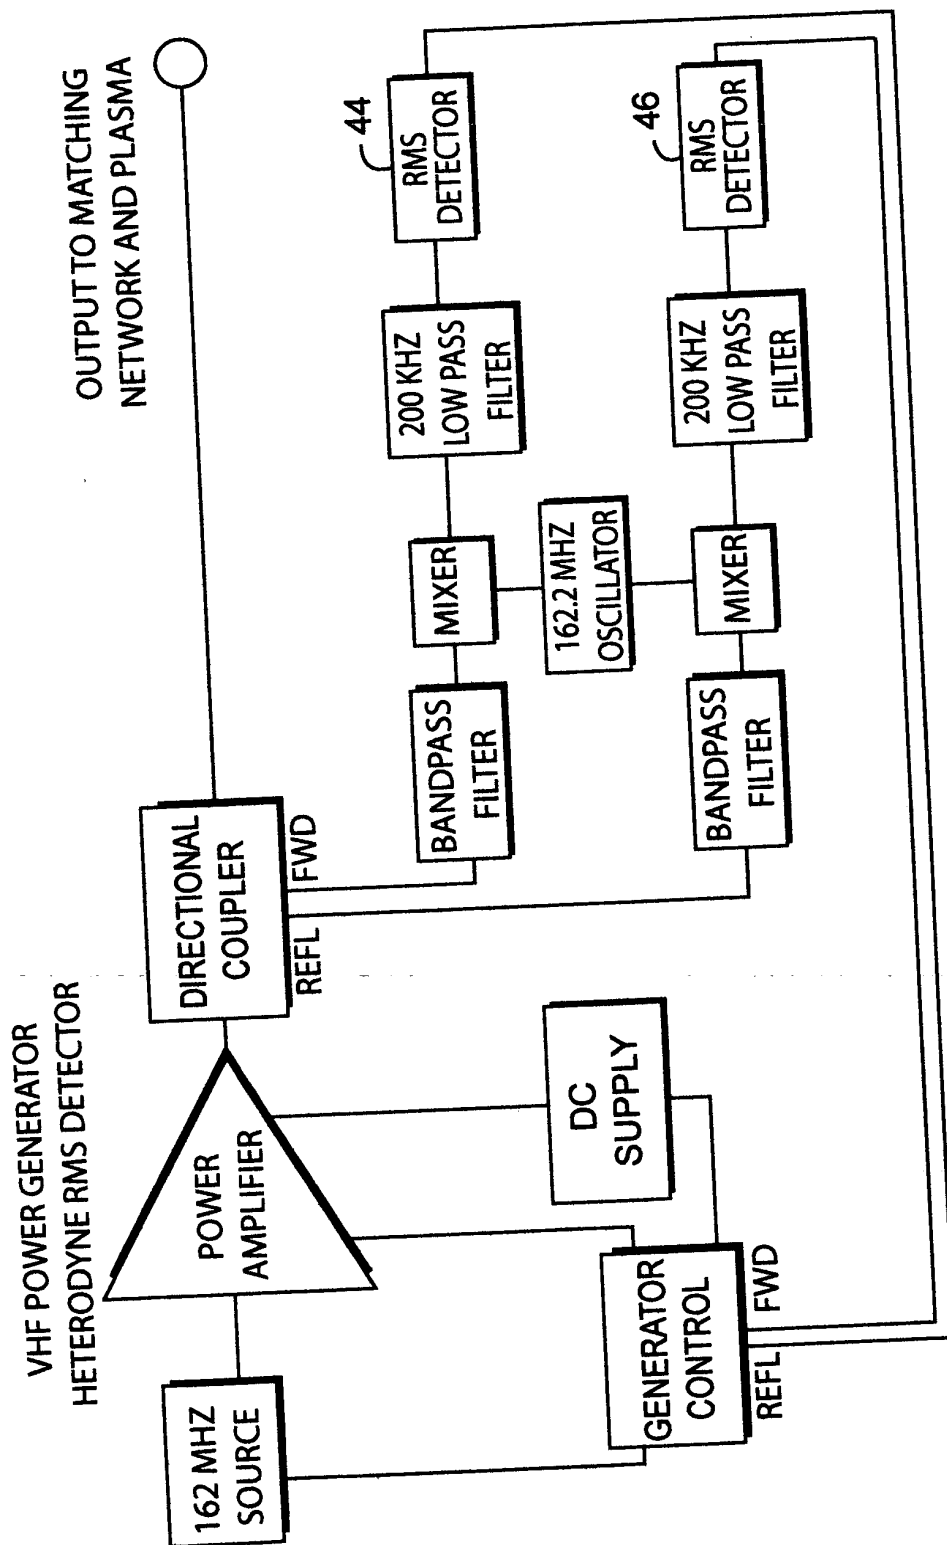 VHF POWER GENERATOR
HETERODYNE RMS DETECTOR
162 MHZ
SOURCE
POWER
AMPLIFIER
DIRECTIONAL
COUPLER
REFL
FWD
OUTPUT TO MATCHING
NETWORK AND PLASMA
GENERATOR
CONTROL
REFL
FWD
DC
SUPPLY
BANDPASS
FILTER
MIXER
200 KHZ
LOW PASS
FILTER
RMS
DETECTOR
44
162.2 MHZ
OSCILLATOR
BANDPASS
FILTER
MIXER
200 KHZ
LOW PASS
FILTER
RMS
DETECTOR
46